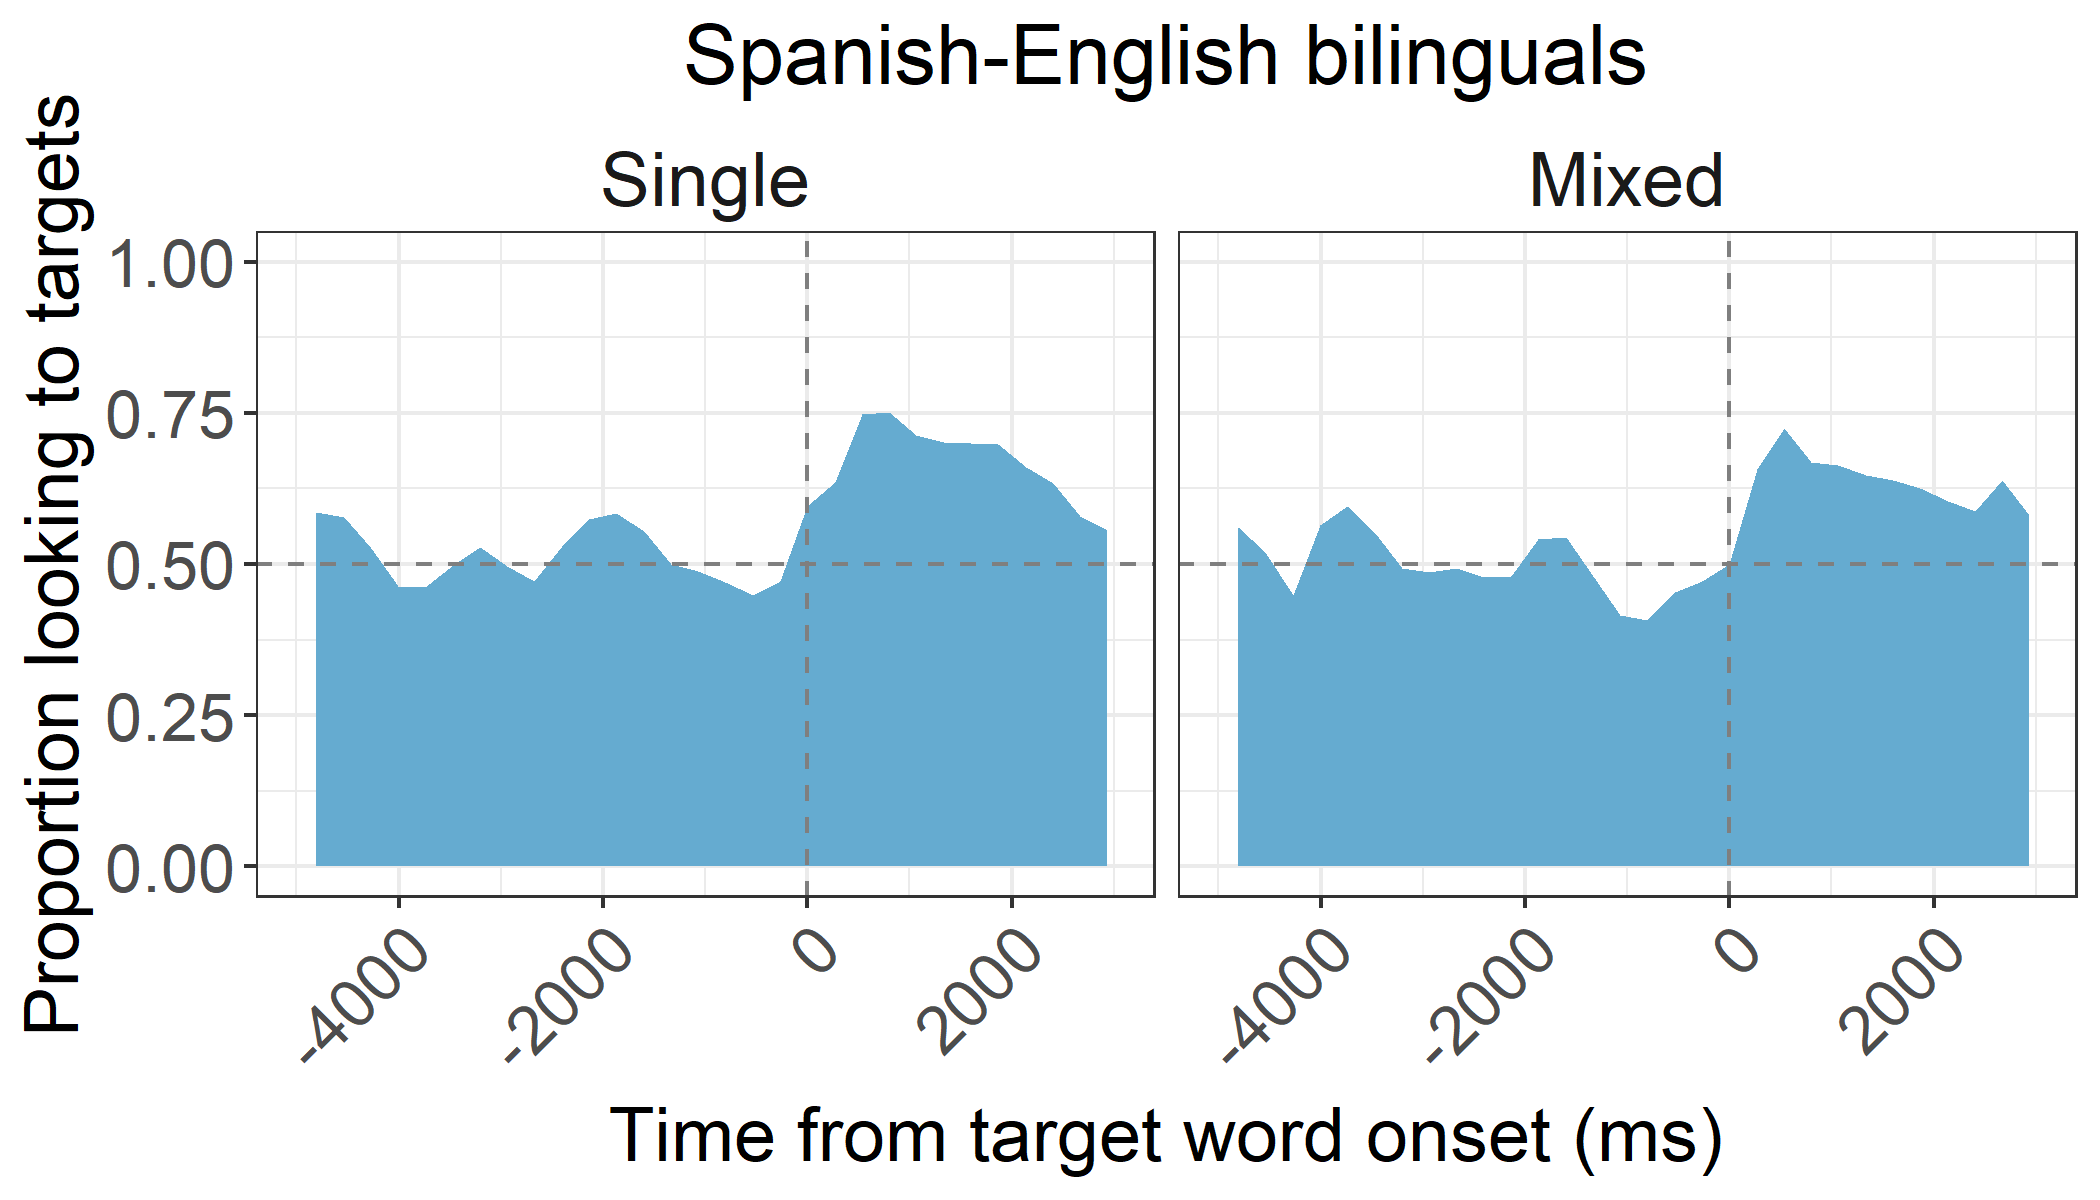 Spanish-English bilinguals
Single
Mixed
Proportion looking to targets
1.00
0.75
0.50
0.25
0.00
-4000
-2000
0
2000
-4000
-2000
0
2000
Time from target word onset (ms)